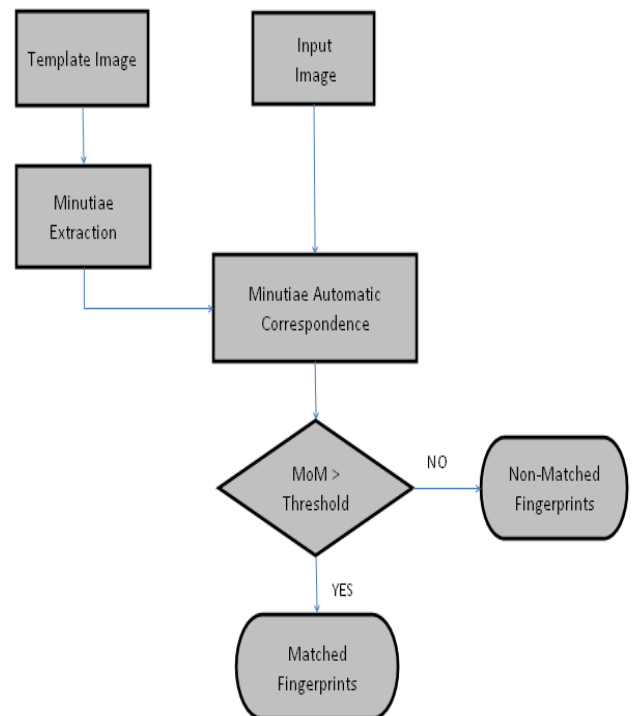 Template Image
Input
Image
Minutiae
Extraction
Minutiae Automatic
Correspondence
MoM >
Threshold
NO
Non-Matched
Fingerprints
YES
Matched
Fingerprints